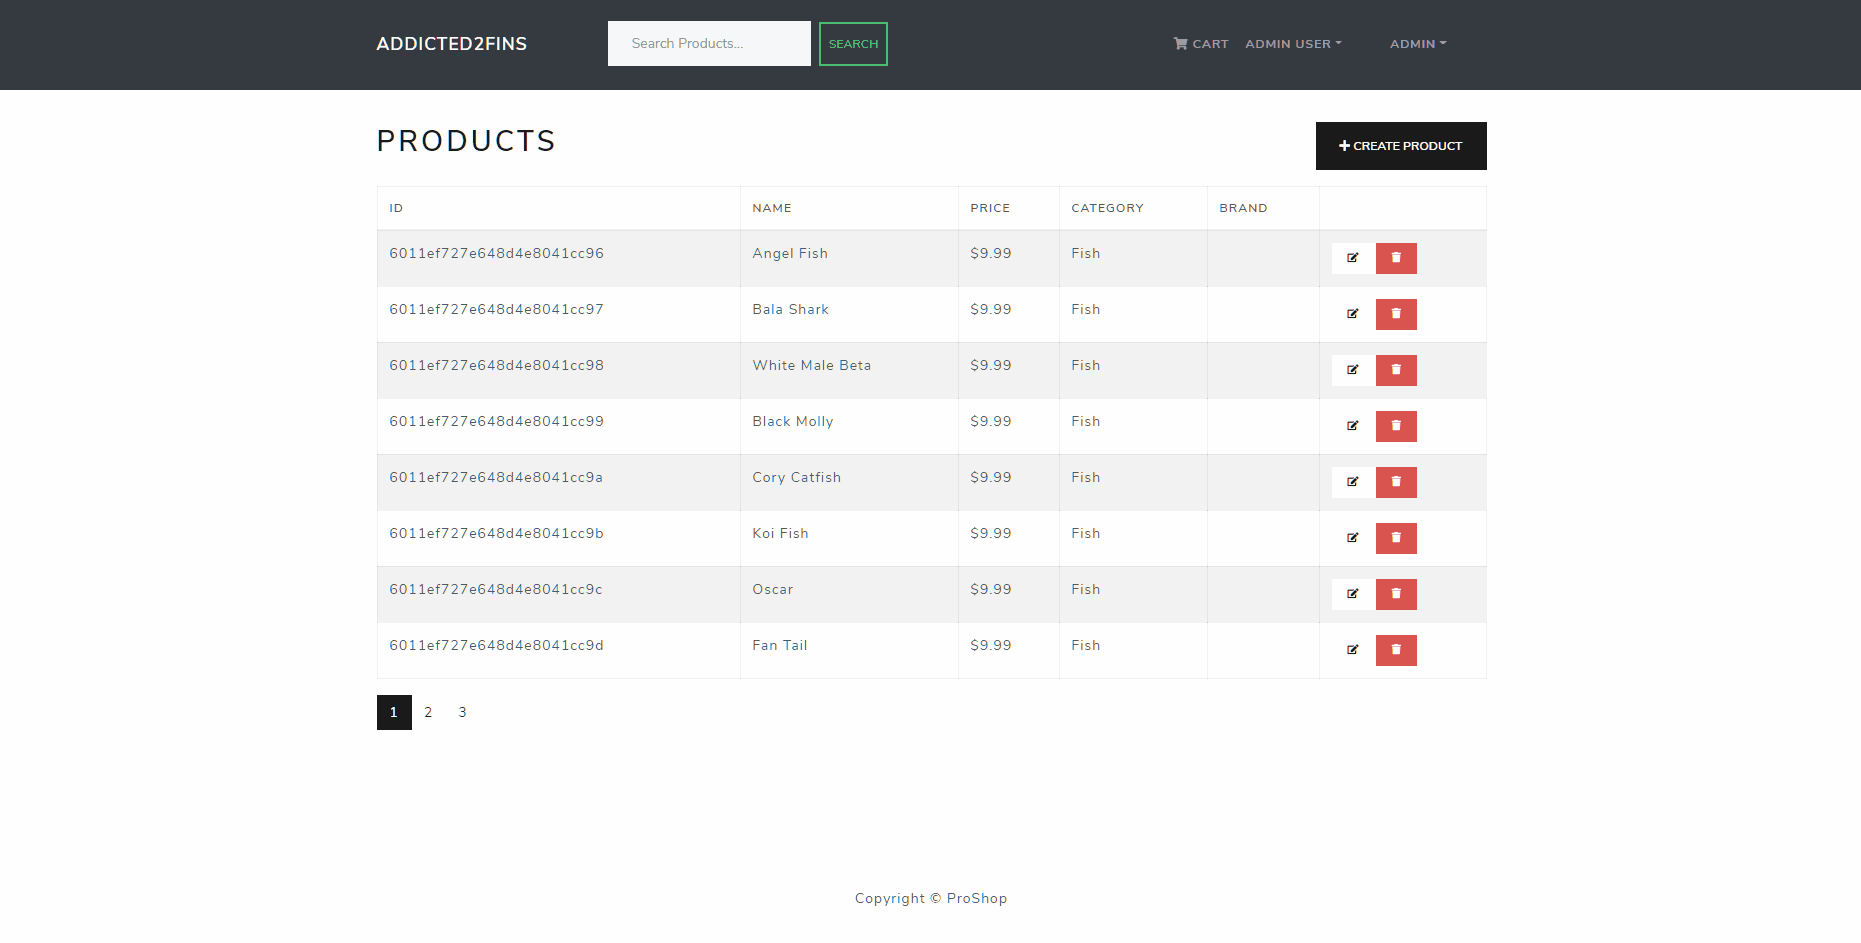 ADDICTED2FINS Search Products... SEARCH CART ADMIN USER ADMIN
PRODUCTS CREATE PRODUCT
ID NAME PRICE CATEGORY BRAND
6011ef727e648d4e8041cc96 Angel Fish $9.99 Fish
6011ef727e648d4e8041cc97 Bala Shark $9.99 Fish
6011ef727e648d4e8041cc98 White Male Beta $9.99 Fish
6011ef727e648d4e8041cc99 Black Molly $9.99 Fish
6011ef727e648d4e8041cc9a Cory Catfish $9.99 Fish
6011ef727e648d4e8041cc9b Koi Fish $9.99 Fish
6011ef727e648d4e8041cc9c Oscar $9.99 Fish
6011ef727e648d4e8041cc9d Fan Tail $9.99 Fish
1 2 3
Copyright © ProShop